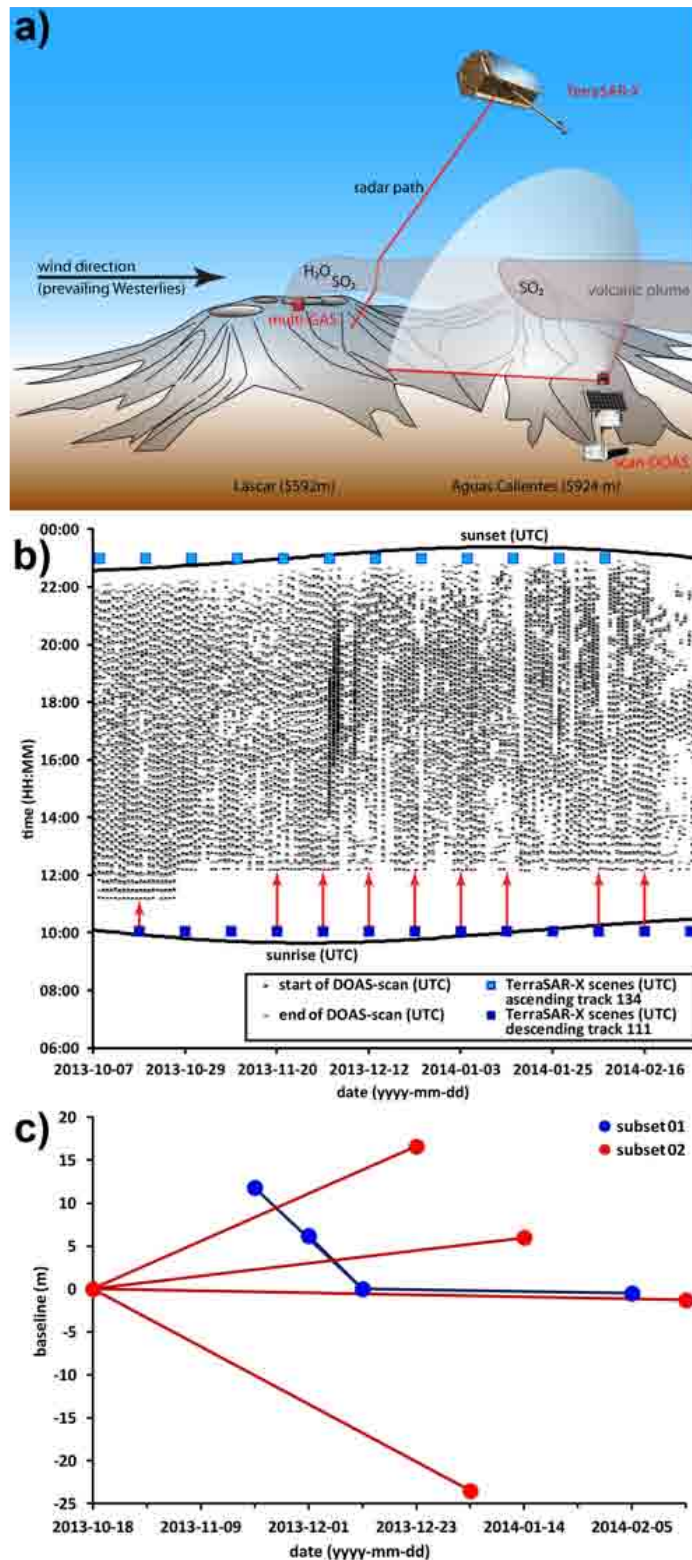 a)
TerraSAR-X
radar path
wind direction
(prevailing Westerlies)
H₂O
SO₂
SO₂
volcanic plume
multi-GAS
scan-DOAS
Lascar (5592m)
Aguas Calientes (5924 m)
b)
00:00
22:00
20:00
18:00
16:00
14:00
12:00
10:00
08:00
06:00
time (HH:MM)
sunset (UTC)
sunrise (UTC)
start of DOAS-scan (UTC)
end of DOAS-scan (UTC)
TerraSAR-X scenes (UTC)
ascending track 134
TerraSAR-X scenes (UTC)
descending track 111
2013-10-07 2013-10-29 2013-11-20 2013-12-12 2014-01-03 2014-01-25 2014-02-16
date (yyyy-mm-dd)
c)
20
15
10
5
0
-5
-10
-15
-20
-25
baseline (m)
subset 01
subset 02
2013-10-18 2013-11-09 2013-12-01 2013-12-23 2014-01-14 2014-02-05
date (yyyy-mm-dd)